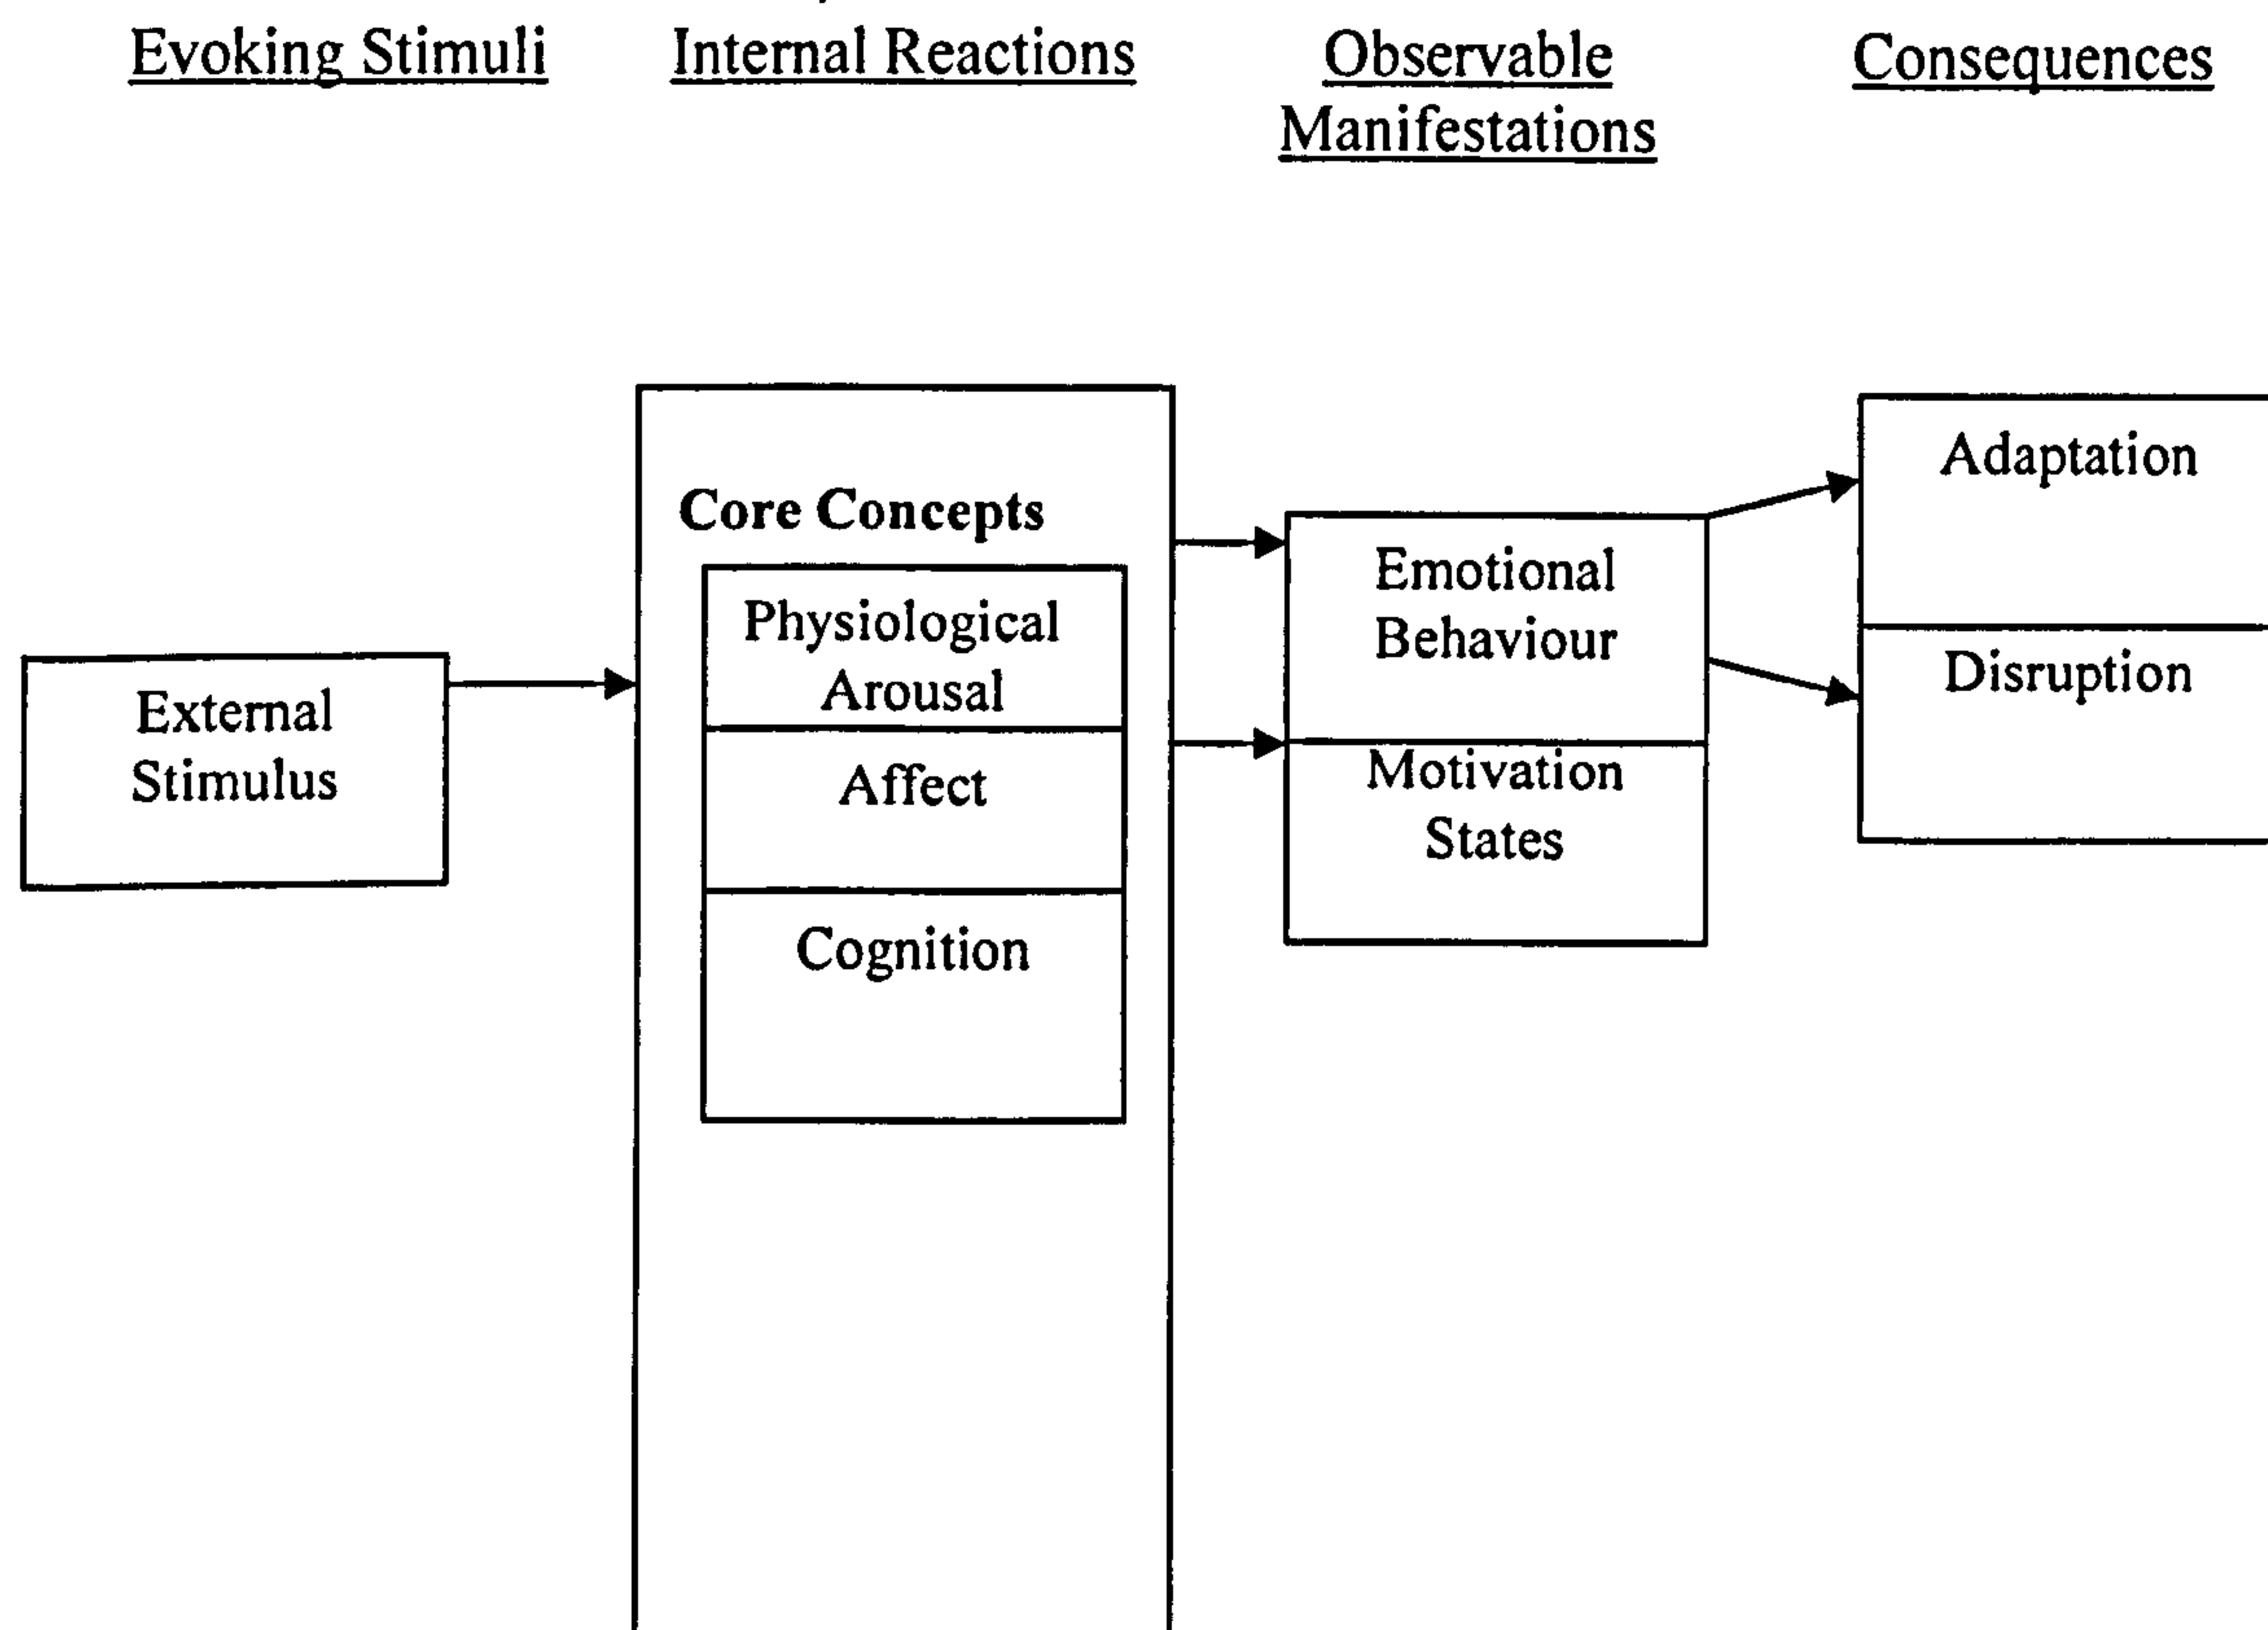 Evoking Stimuli
Internal Reactions
Observable
Manifestations
Consequences
External
Stimulus
Core Concepts
Physiological
Arousal
Affect
Cognition
Emotional
Behaviour
Motivation
States
Adaptation
Disruption